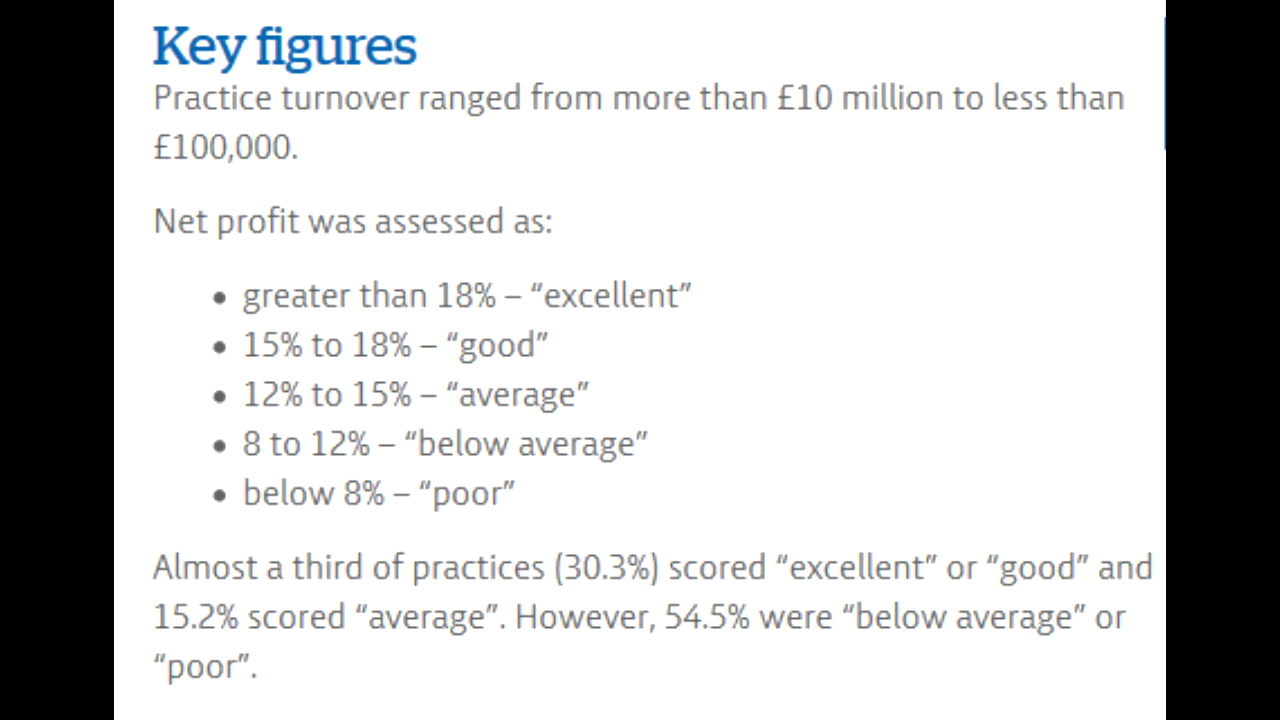 Key figures
Practice turnover ranged from more than £10 million to less than
£100,000.
Net profit was assessed as:
• greater than 18% – “excellent”
• 15% to 18% – “good”
• 12% to 15% – “average”
• 8 to 12% – “below average”
• below 8% – “poor”
Almost a third of practices (30.3%) scored “excellent” or “good” and
15.2% scored “average”. However, 54.5% were “below average” or
“poor”.